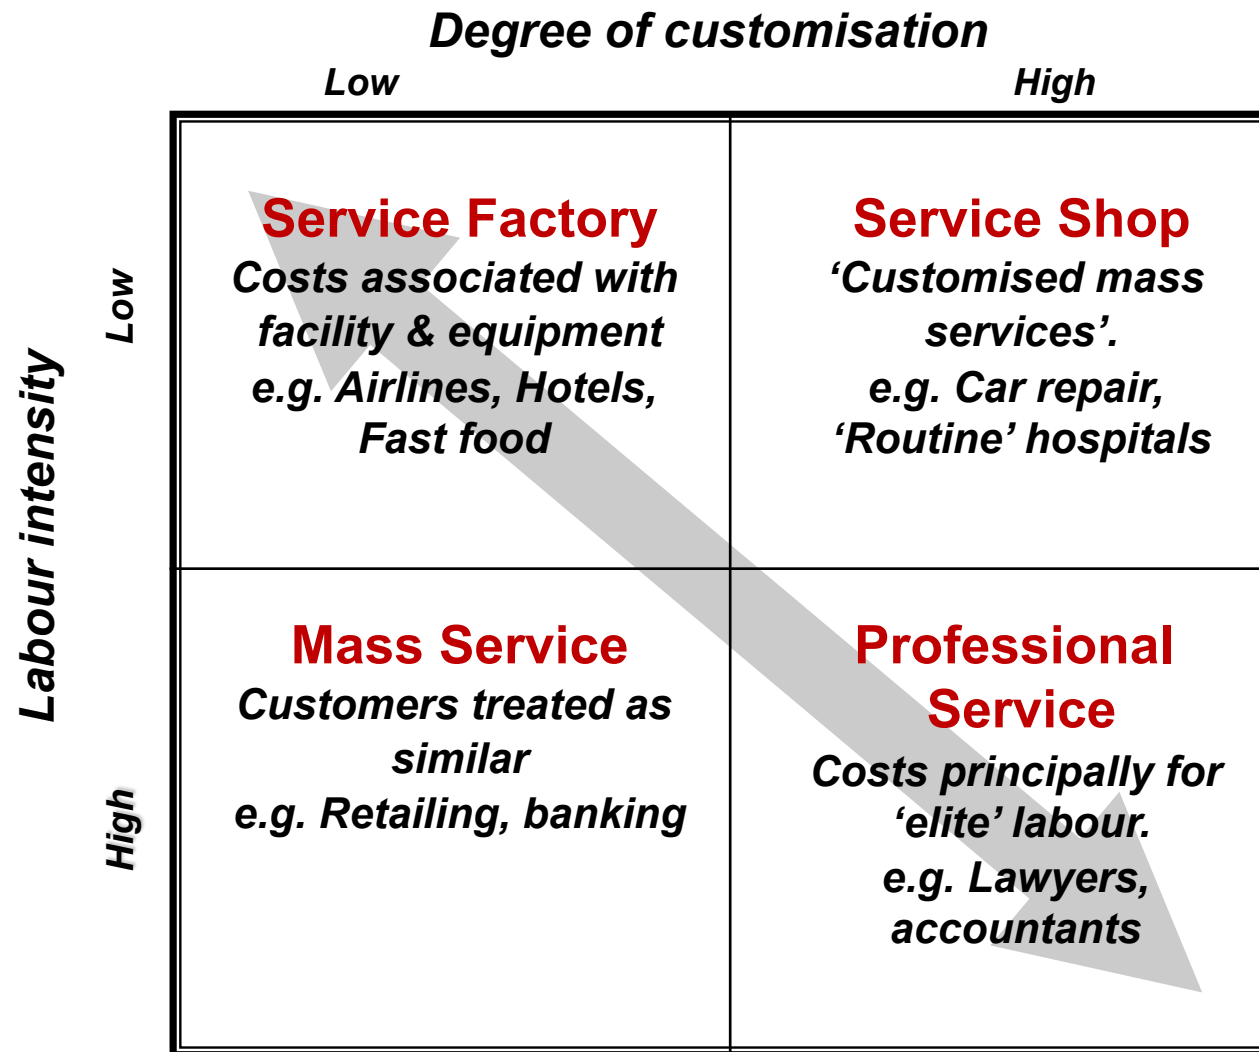 Degree of customisation
Low
High
Labour intensity
Low
Service Factory
Costs associated with
facility & equipment
e.g. Airlines, Hotels,
Fast food
Service Shop
‘Customised mass
services’.
e.g. Car repair,
‘Routine’ hospitals
High
Mass Service
Customers treated as
similar
e.g. Retailing, banking
Professional
Service
Costs principally for
‘elite’ labour.
e.g. Lawyers,
accountants